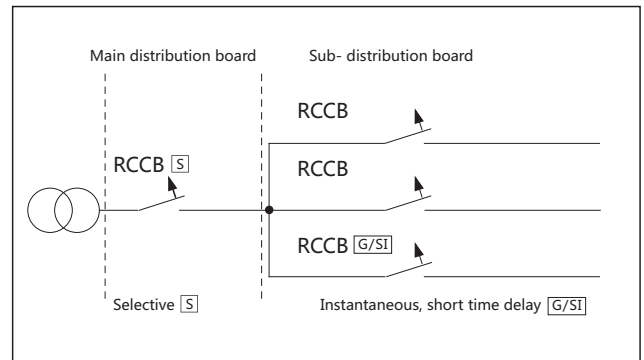 Main distribution board
Sub- distribution board
RCCB
RCCB S
RCCB
RCCB G/SI
Selective S
Instantaneous, short time delay G/SI